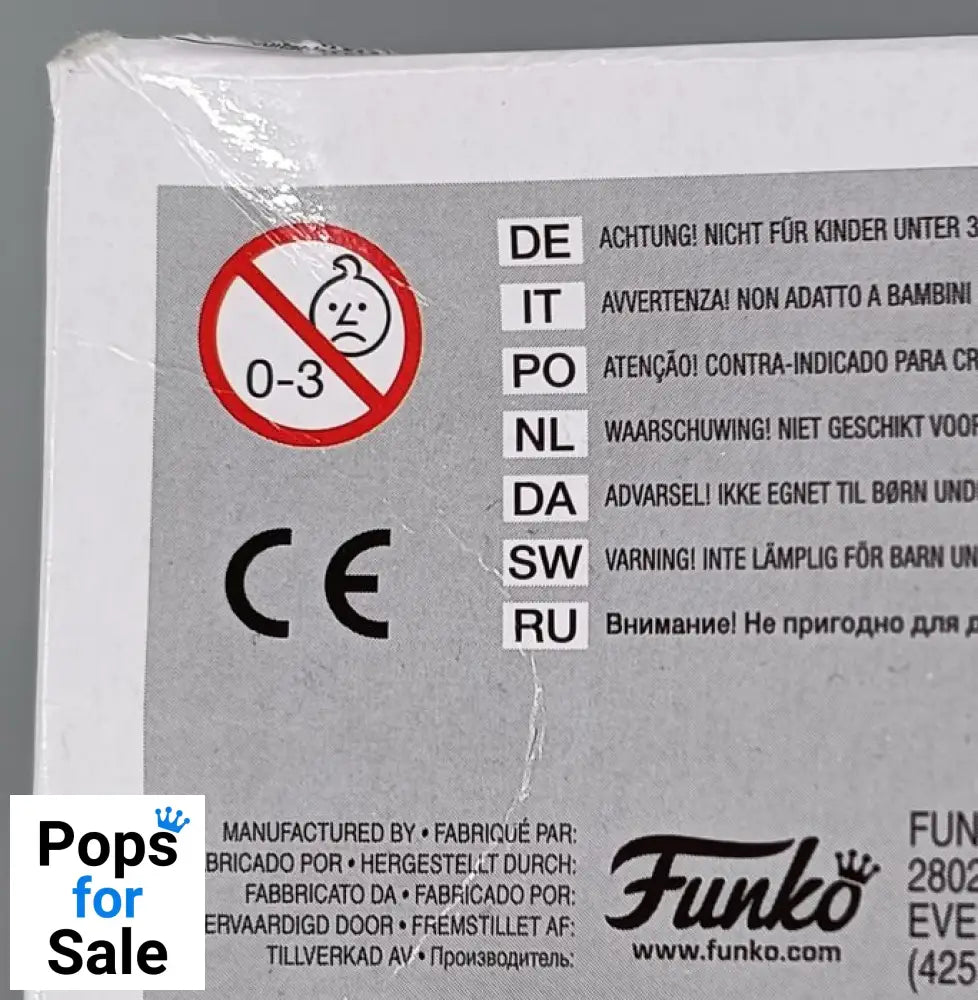 0-3
DE ACHTUNG! NICHT FÜR KINDER UNTER 3
IT AVVERTENZA! NON ADATTO A BAMBINI
PO ATENÇÃO! CONTRA-INDICADO PARA CR
NL WAARSCHUWING! NIET GESCHIKT VOOR
DA ADVARSEL! IKKE EGNET TIL BØRN UND
SW VARNING! INTE LÄMPLIG FÖR BARN UN
RU Внимание! Не пригодно для д
CE
MANUFACTURED BY • FABRIQUÉ PAR:
BRICADO POR • HERGESTELLT DURCH:
FABBRICATO DA • FABRICADO POR:
ERVAARDIGD DOOR • FREMSTILLET AF:
TILLVERKAD AV • Производитель:
Funko
www.funko.com
FUN
2802
EVE
(425
Pops
for
Sale